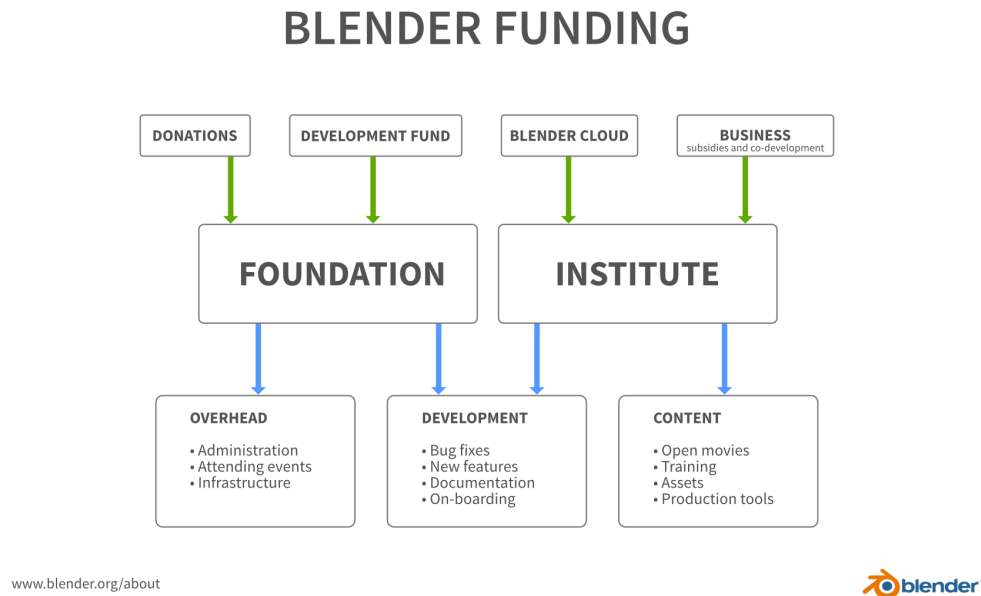 BLENDER FUNDING
DONATIONS
DEVELOPMENT FUND
BLENDER CLOUD
BUSINESS
subsidies and co-development
FOUNDATION
INSTITUTE
OVERHEAD
• Administration
• Attending events
• Infrastructure
DEVELOPMENT
• Bug fixes
• New features
• Documentation
• On-boarding
CONTENT
• Open movies
• Training
• Assets
• Production tools
www.blender.org/about
blender